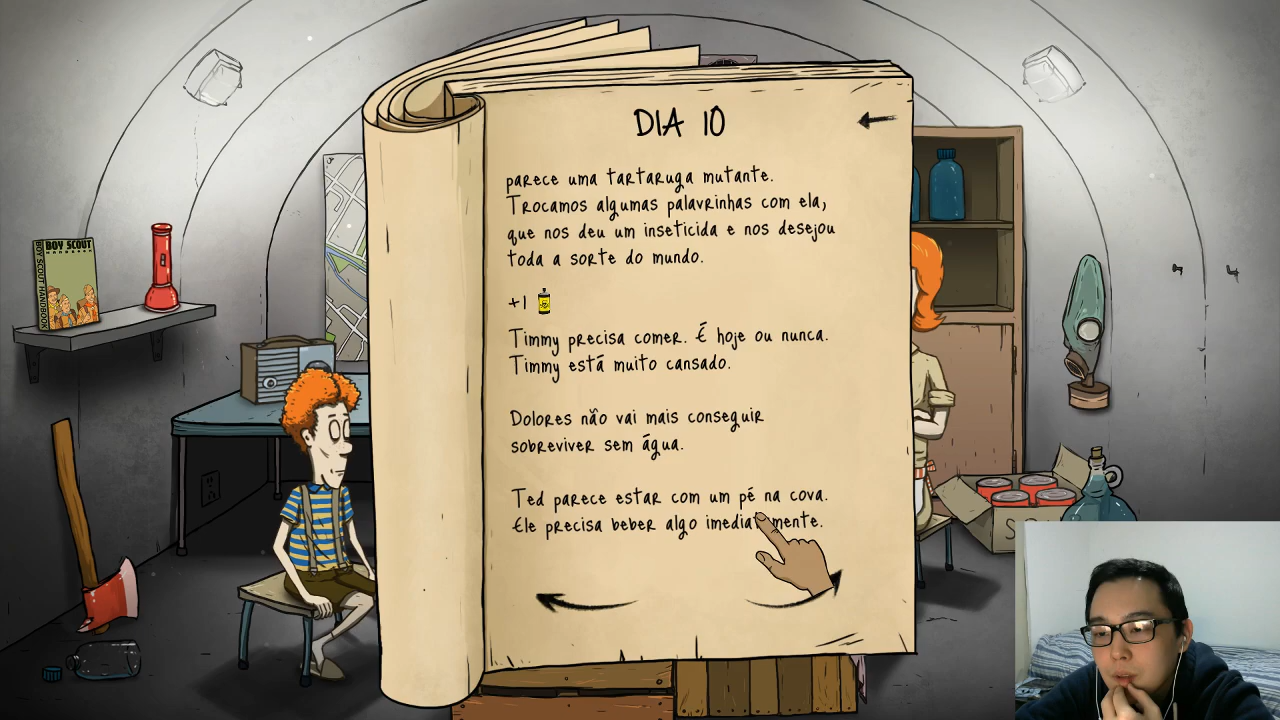 DIA 10
parece uma tartaruga mutante.
Trocamos algumas palavrinhas com ela,
que nos deu um inseticida e nos desejou
toda a sorte do mundo.
+1
Timmy precisa comer. É hoje ou nunca.
Timmy está muito cansado.
Dolores não vai mais conseguir
sobreviver sem água.
Ted parece estar com um pé na cova.
Ele precisa beber algo imediatamente.
BOY SCOUT
HANDBOOK
BOY SCOUT HANDBOOK